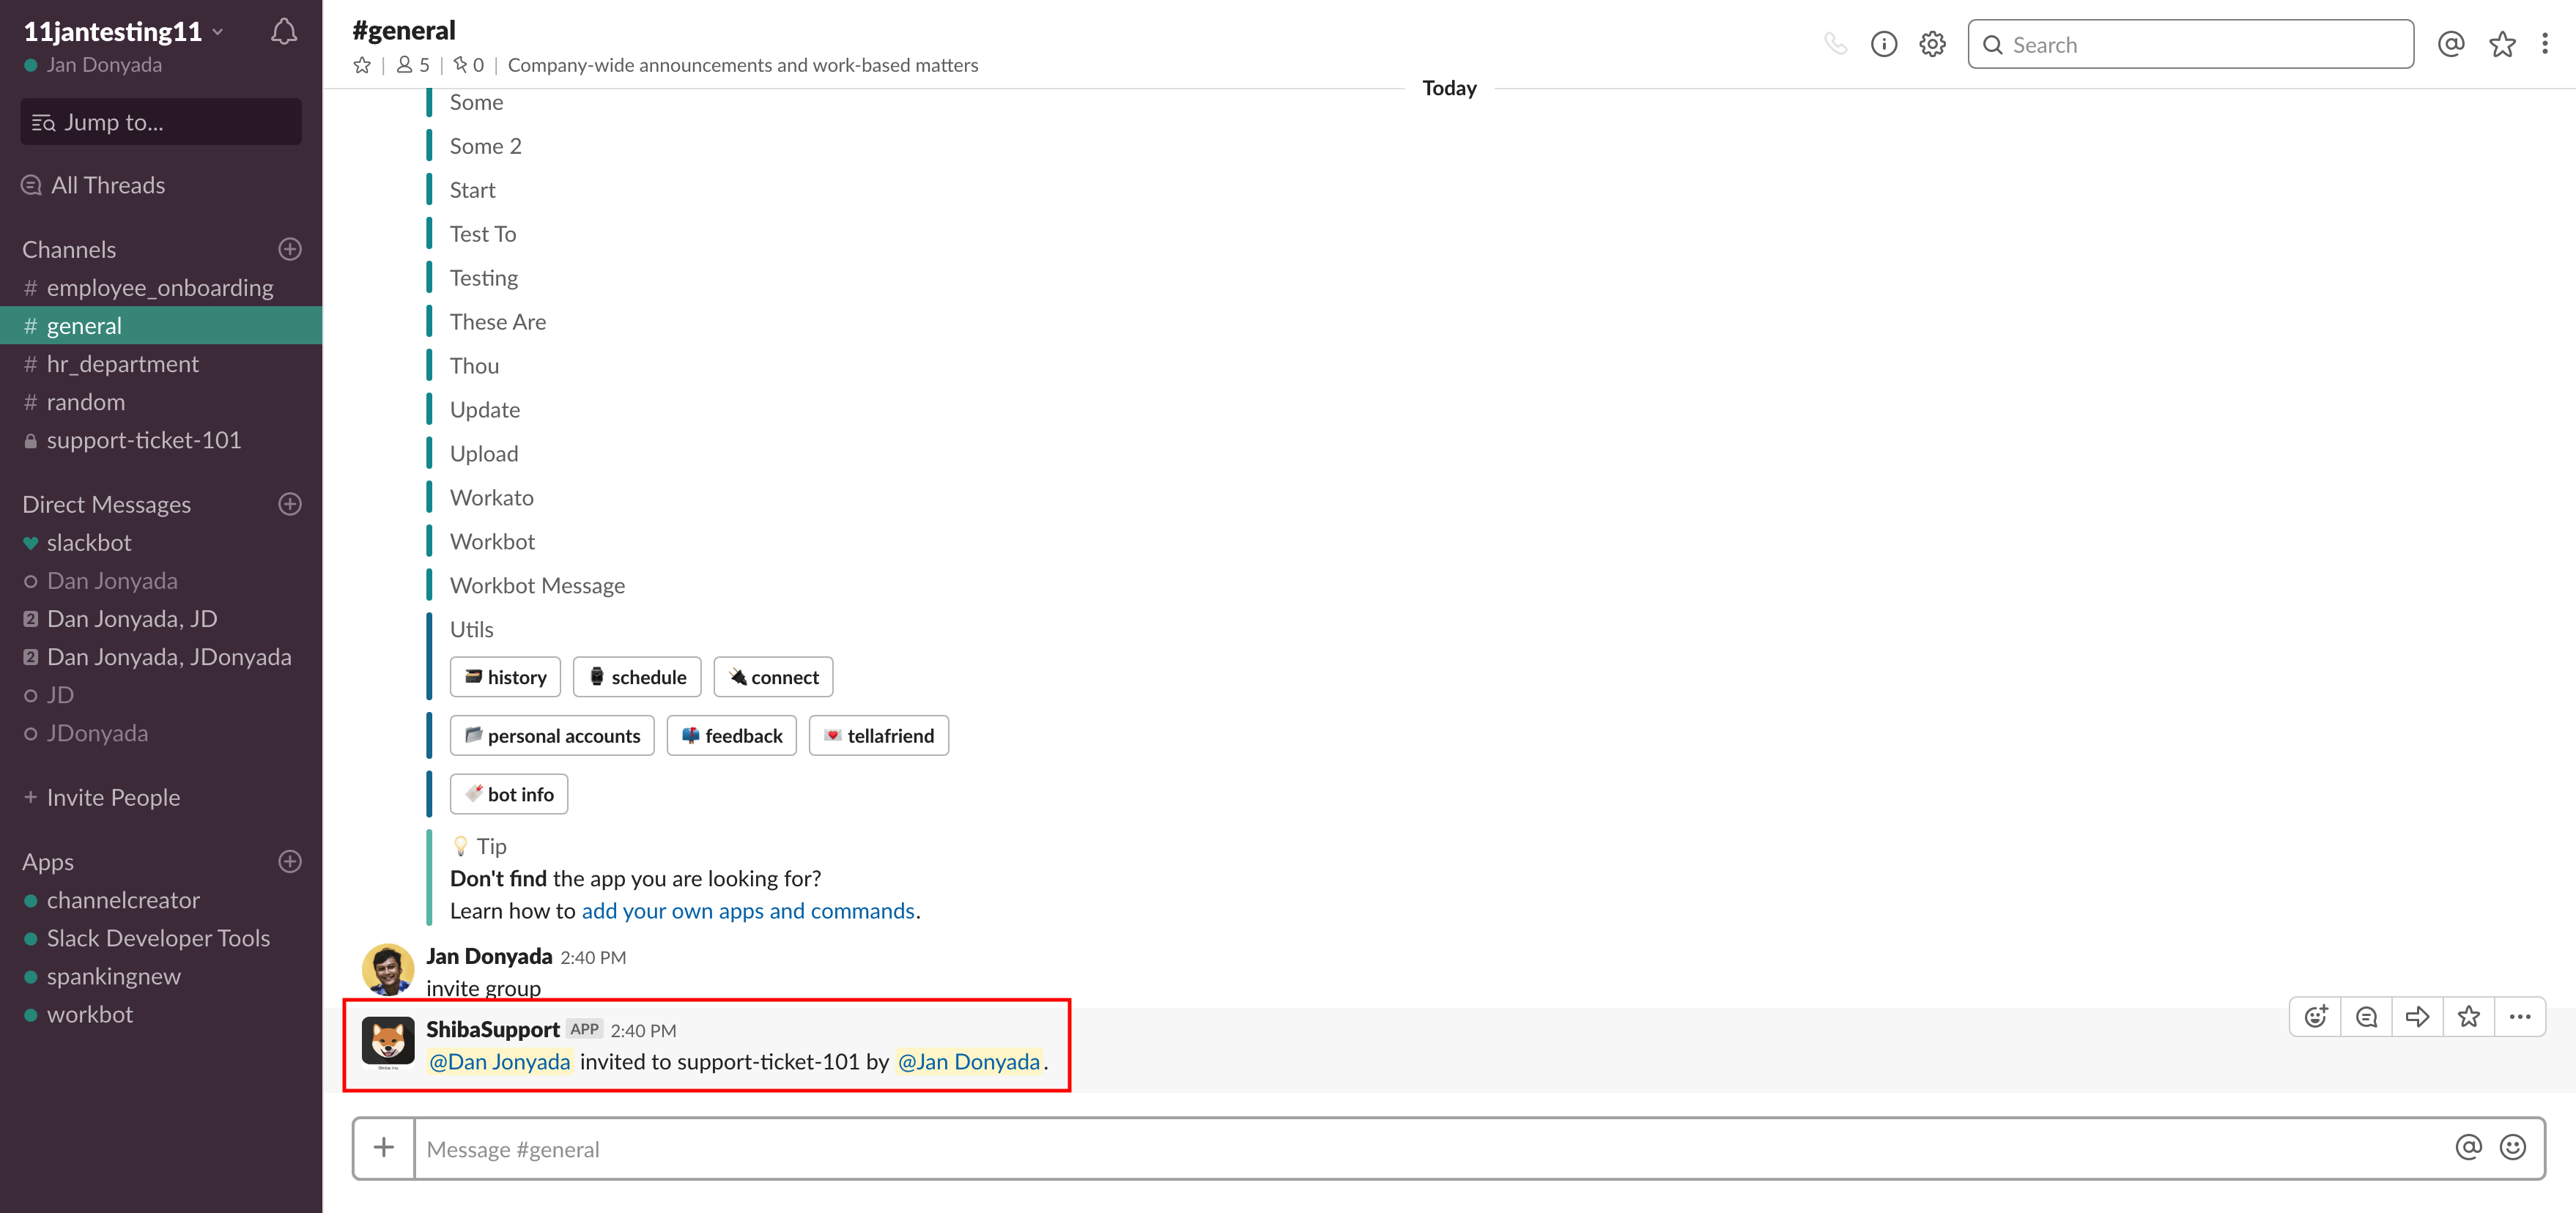 11jantesting11
Jan Donyada
Jump to...
All Threads
Channels
# employee_onboarding
# general
# hr_department
# random
support-ticket-101
Direct Messages
slackbot
Dan Jonyada
2 Dan Jonyada, JD
2 Dan Jonyada, JDonyada
JD
JDonyada
+ Invite People
Apps
channelcreator
Slack Developer Tools
spankingnew
workbot
#general
5 | 0 | Company-wide announcements and work-based matters
Search
Today
Some
Some 2
Start
Test To
Testing
These Are
Thou
Update
Upload
Workato
Workbot
Workbot Message
Utils
history schedule connect
personal accounts feedback tellafriend
bot info
Tip
Don't find the app you are looking for?
Learn how to add your own apps and commands.
Jan Donyada 2:40 PM
invite group
ShibaSupport APP 2:40 PM
@Dan Jonyada invited to support-ticket-101 by @Jan Donyada.
Message #general